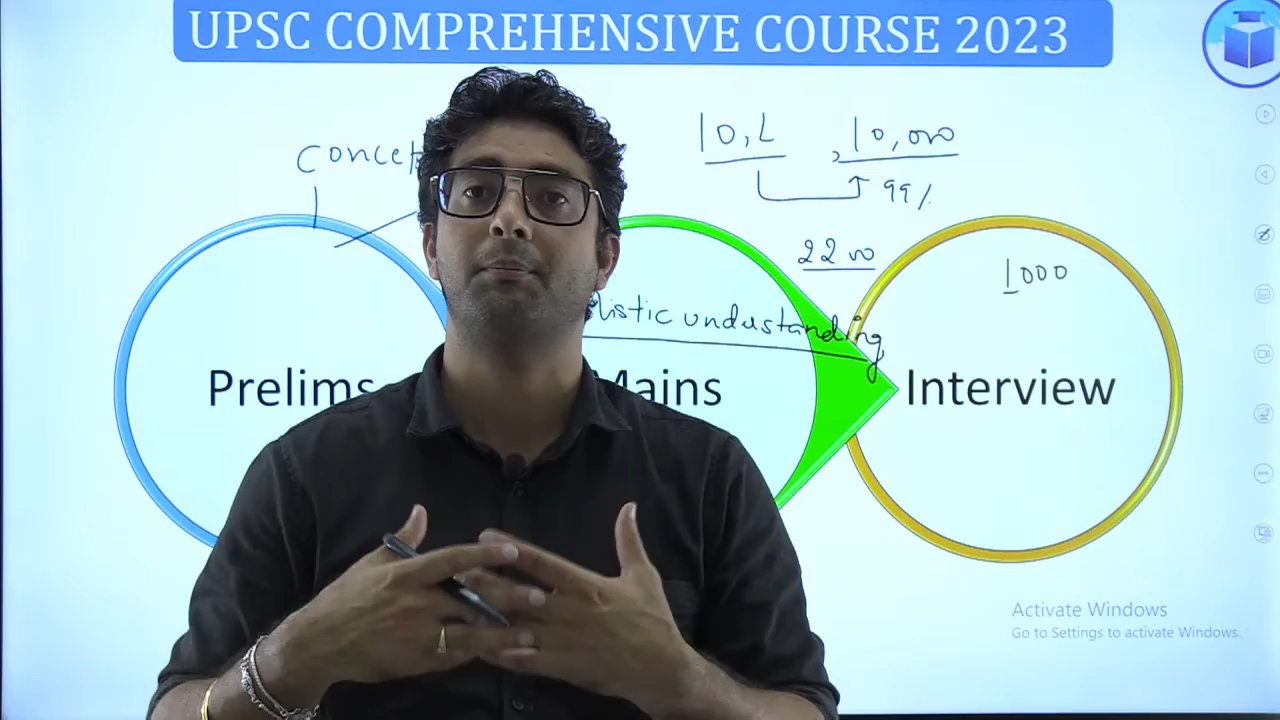 UPSC COMPREHENSIVE COURSE 2023
10, L ,10,000
99%
2200
1000
listic understanding
Prelims Mains Interview
Activate Windows
Go to Settings to activate Windows.